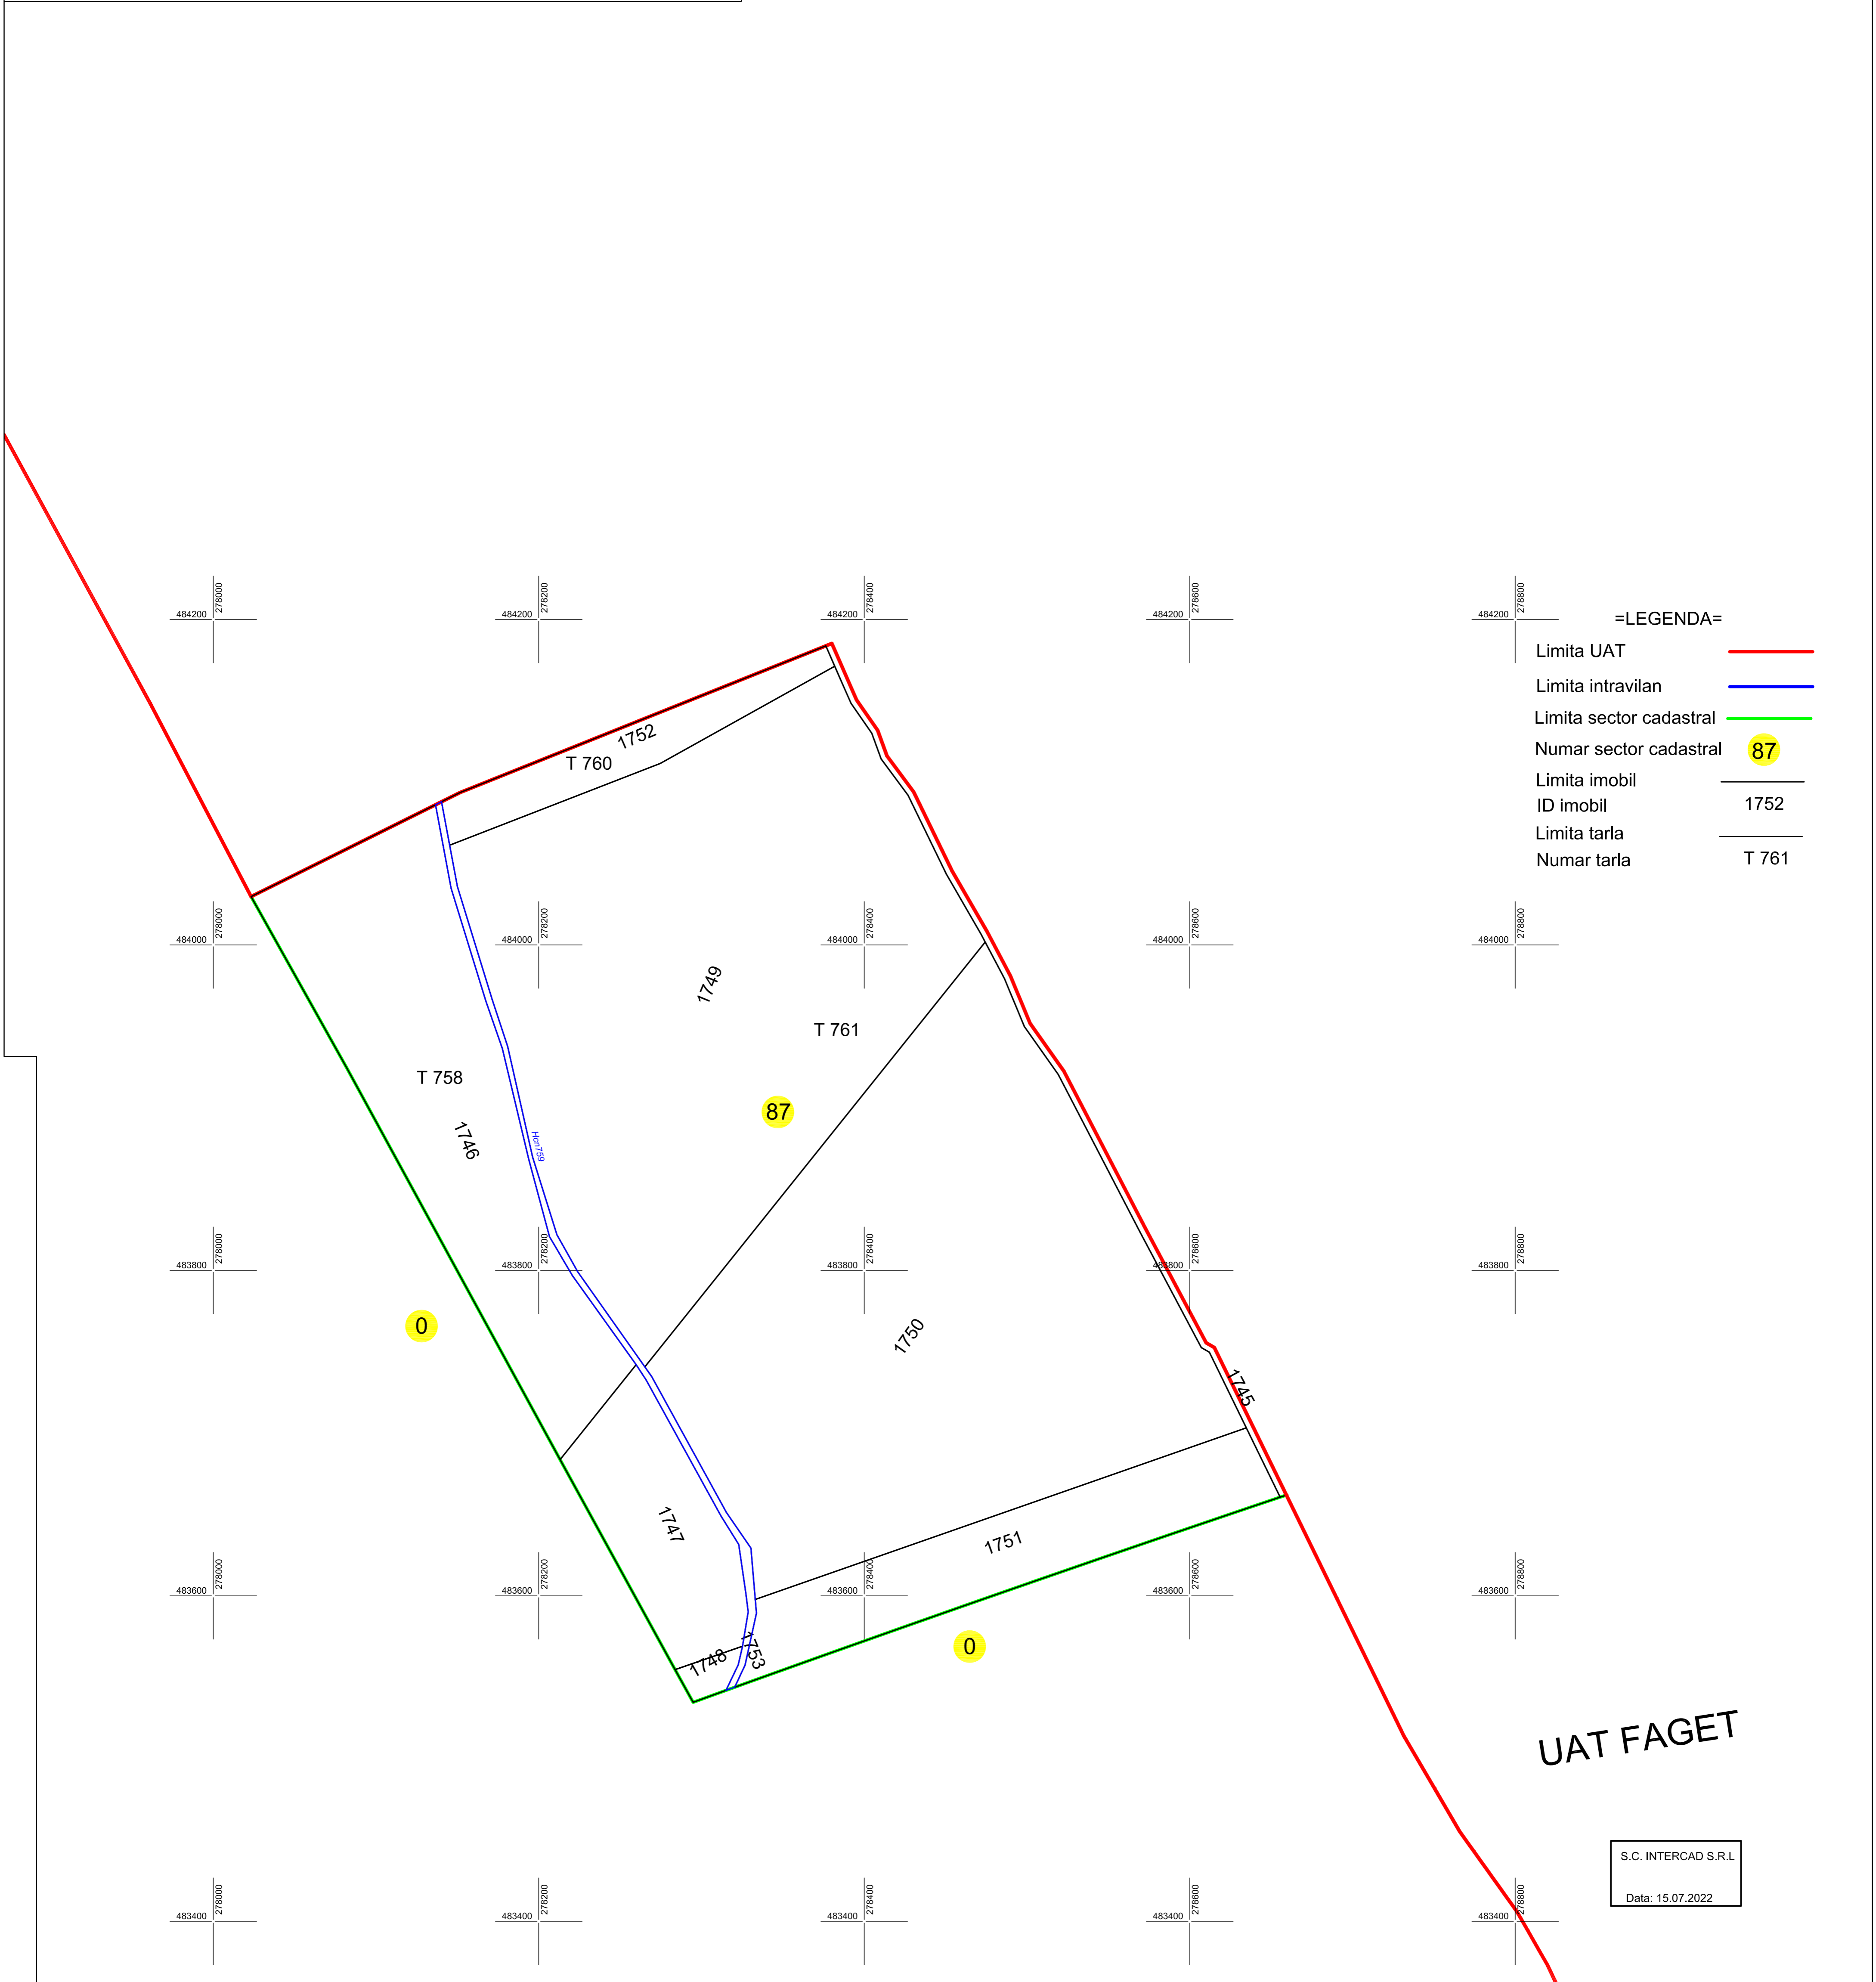 484200 278000 484200 278200 484200 278400 484200 278600 484200 278800
=LEGENDA=
Limita UAT
Limita intravilan
Limita sector cadastral
Numar sector cadastral 87
Limita imobil
ID imobil 1752
Limita tarla
Numar tarla T 761
1752
T 760
484000 278000 484000 278200 484000 278400 484000 278600 484000 278800
1749
T 761
T 758
87
1746
Hcn759
483800 278000 483800 278200 483800 278400 483800 278600 483800 278800
0
1750
1745
1747
1751
483600 278000 483600 278200 483600 278400 483600 278600 483600 278800
1748
1753
0
UAT FAGET
S.C. INTERCAD S.R.L
Data: 15.07.2022
483400 278000 483400 278200 483400 278400 483400 278600 483400 278800